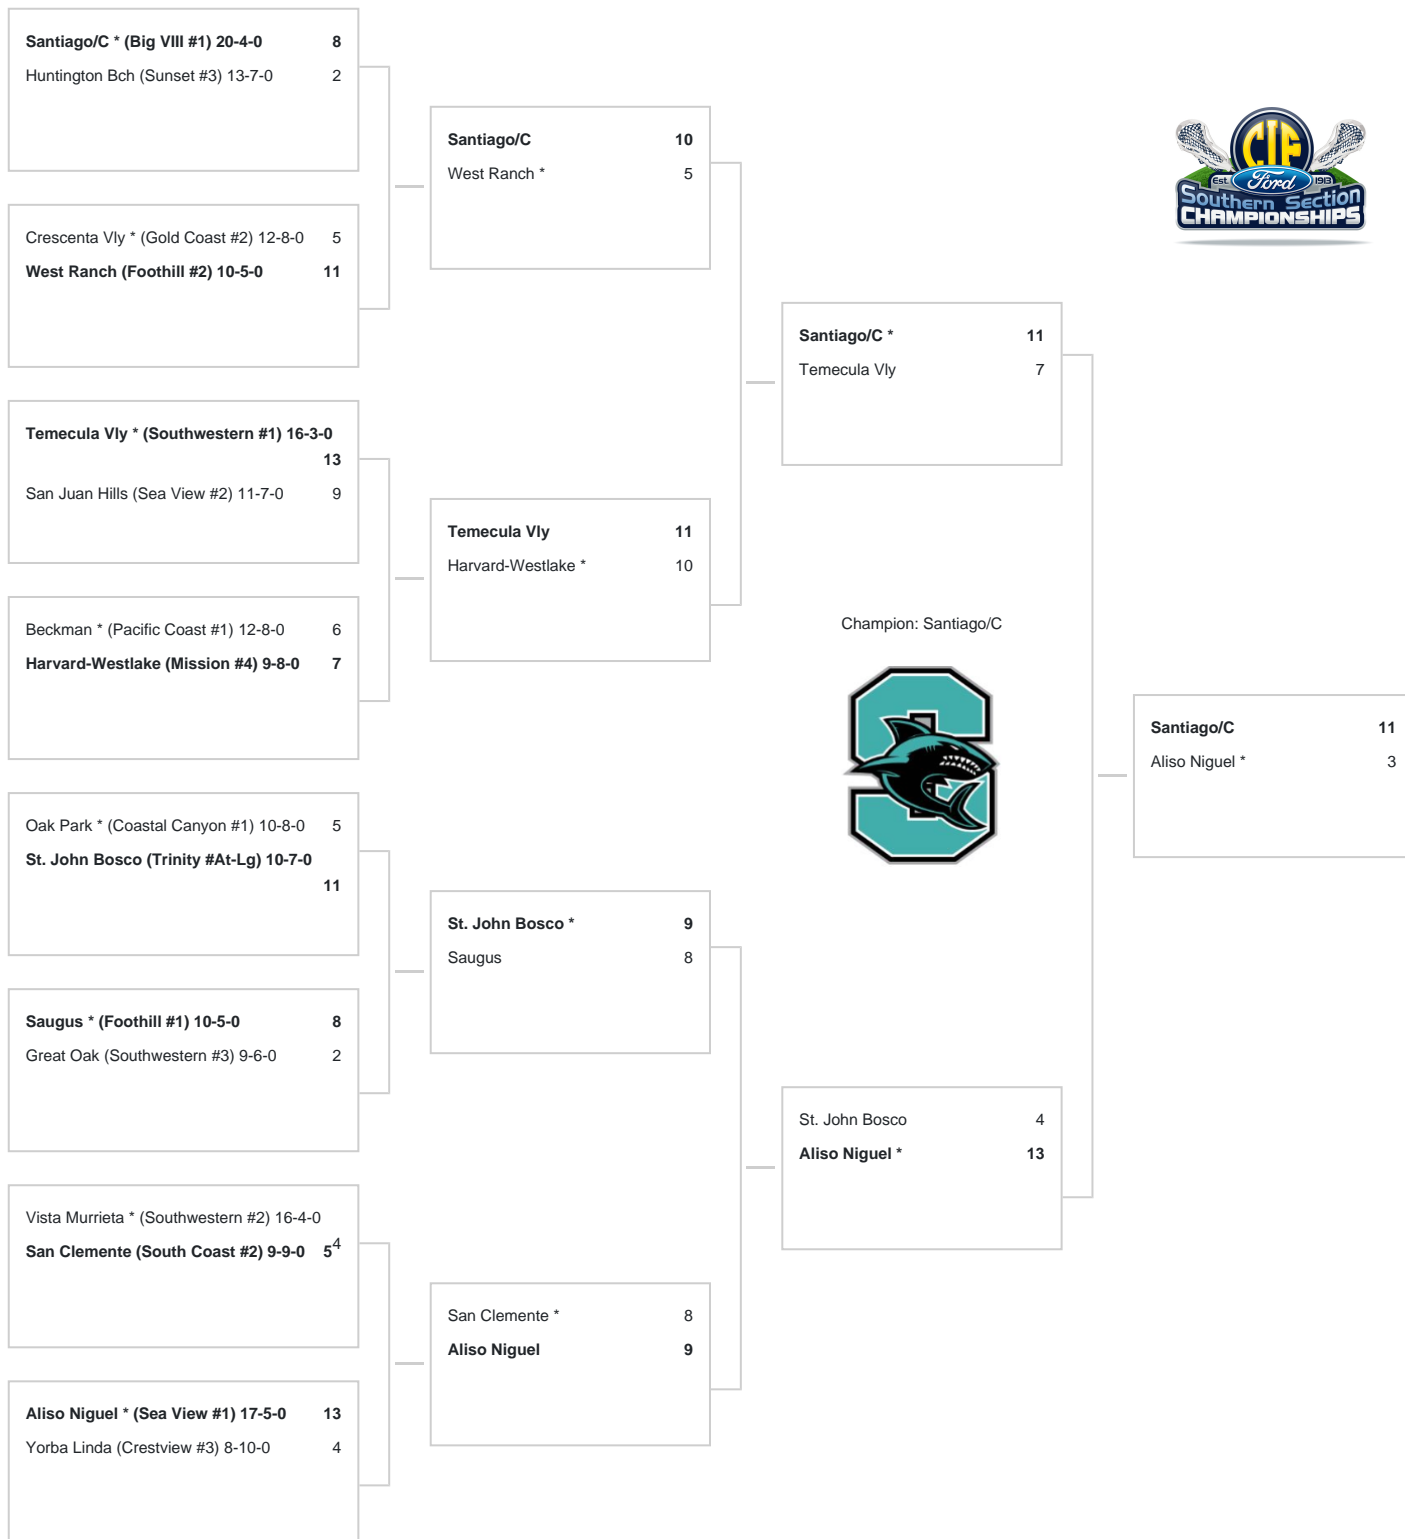 Santiago/C * (Big VIII #1) 20-4-0 8
Huntington Bch (Sunset #3) 13-7-0 2
Crescenta Vly * (Gold Coast #2) 12-8-0 5
West Ranch (Foothill #2) 10-5-0 11
Temecula Vly * (Southwestern #1) 16-3-0
13
San Juan Hills (Sea View #2) 11-7-0 9
Beckman * (Pacific Coast #1) 12-8-0 6
Harvard-Westlake (Mission #4) 9-8-0 7
Oak Park * (Coastal Canyon #1) 10-8-0 5
St. John Bosco (Trinity #At-Lg) 10-7-0
11
Saugus * (Foothill #1) 10-5-0 8
Great Oak (Southwestern #3) 9-6-0 2
Vista Murrieta * (Southwestern #2) 16-4-0
4
San Clemente (South Coast #2) 9-9-0 5
Aliso Niguel * (Sea View #1) 17-5-0 13
Yorba Linda (Crestview #3) 8-10-0 4
Santiago/C 10
West Ranch * 5
Temecula Vly 11
Harvard-Westlake * 10
St. John Bosco * 9
Saugus 8
San Clemente * 8
Aliso Niguel 9
Santiago/C * 11
Temecula Vly 7
St. John Bosco 4
Aliso Niguel * 13
Champion: Santiago/C
S
Santiago/C 11
Aliso Niguel * 3
CIF
Est. Ford 1913
Southern Section
CHAMPIONSHIPS